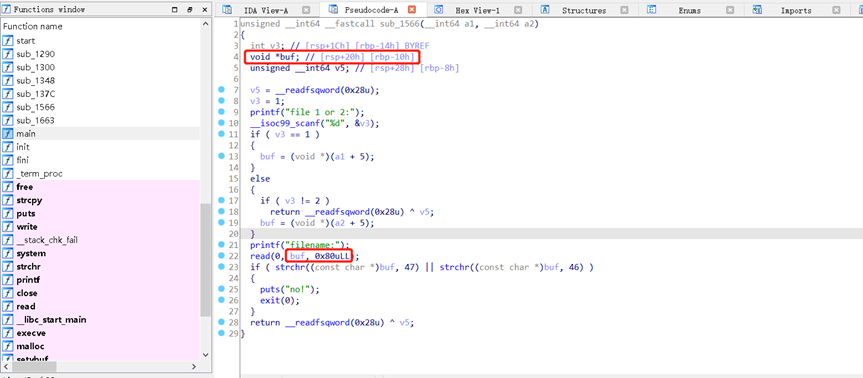 Functions window
Function name
start
sub_1290
sub_1300
sub_1348
sub_137C
sub_1566
sub_1663
main
init
fini
_term_proc
free
strcpy
puts
write
__stack_chk_fail
system
strchr
printf
close
read
__libc_start_main
execve
malloc
setvbuf
IDA View-A
Pseudocode-A
Hex View-1
Structures
Enums
Imports
1 unsigned __int64 __fastcall sub_1566(__int64 a1, __int64 a2)
2 {
3 int v3; // [rsp+1Ch] [rbp-14h] BYREF
4 void *buf; // [rsp+20h] [rbp-10h]
5 unsigned __int64 v5; // [rsp+28h] [rbp-8h]
6
7 v5 = __readfsqword(0x28u);
8 v3 = 1;
9 printf("file 1 or 2:");
10 __isoc99_scanf("%d", &v3);
11 if ( v3 == 1 )
12 {
13 buf = (void *)(a1 + 5);
14 }
15 else
16 {
17 if ( v3 != 2 )
18 return __readfsqword(0x28u) ^ v5;
19 buf = (void *)(a2 + 5);
20 }
21 printf("filename:");
22 read(0, buf, 0x80uLL);
23 if ( strchr((const char *)buf, 47) || strchr((const char *)buf, 46) )
24 {
25 puts("no!");
26 exit(0);
27 }
28 return __readfsqword(0x28u) ^ v5;
29 }